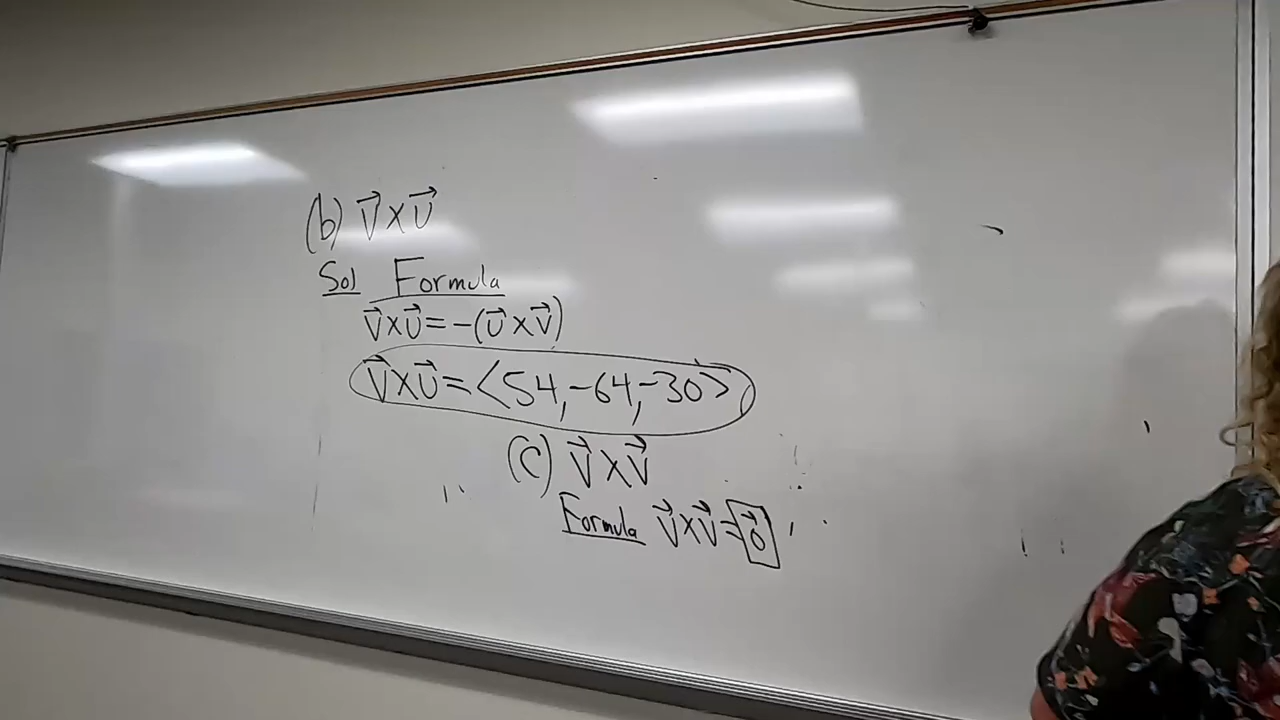 (b) V⃗ × U⃗
Sol Formula
V⃗ × U⃗ = -(U⃗ × V⃗)
V⃗ × U⃗ = <54, -64, -30>
(C) V⃗ × V⃗
Formula V⃗ × V⃗ = 0⃗